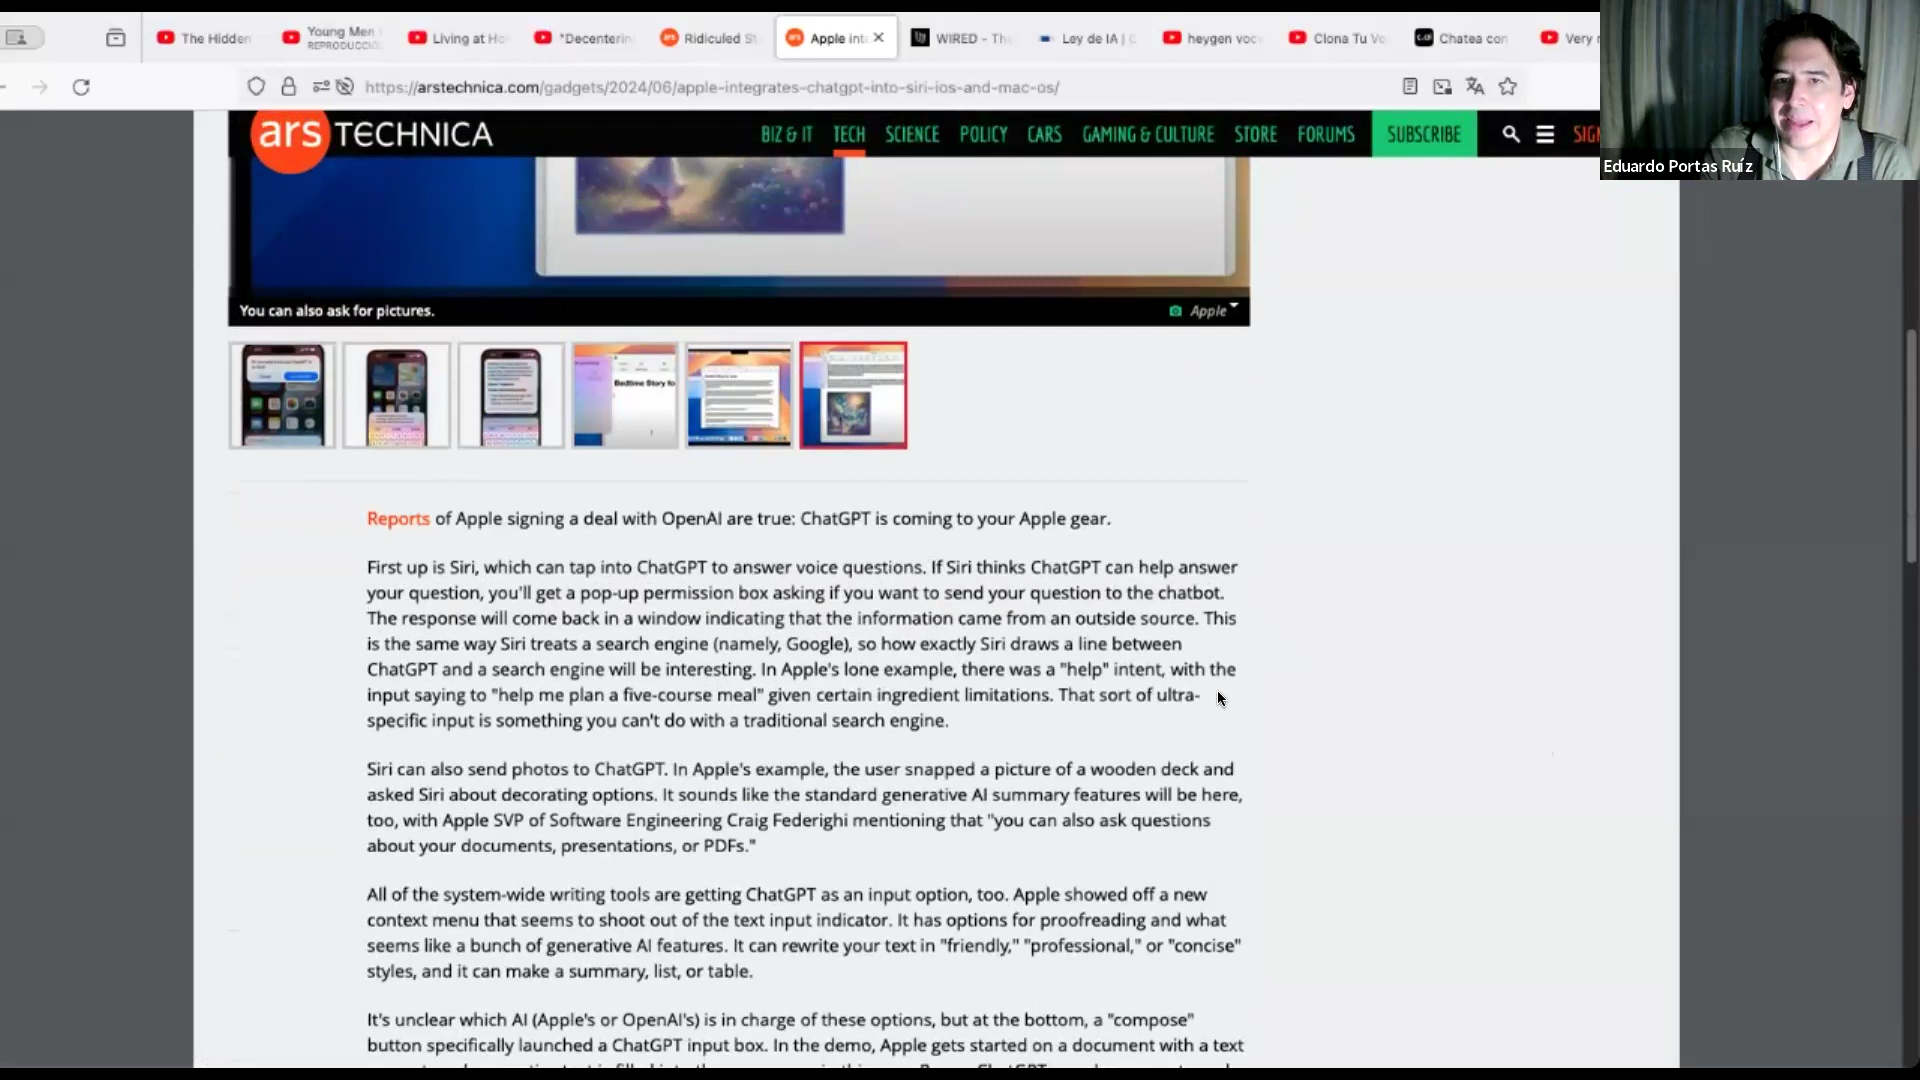 The Hidden
Young Men
REPRODUCCIÓ
Living at Ho
"Decenterin
Ridiculed S
Apple int
WIRED - Th
Ley de IA | C
heygen voc
Clona Tu Vo
Chatea con
Very r
https://arstechnica.com/gadgets/2024/06/apple-integrates-chatgpt-into-siri-ios-and-mac-os/
Eduardo Portas Ruíz
ars TECHNICA
BIZ & IT TECH SCIENCE POLICY CARS GAMING & CULTURE STORE FORUMS SUBSCRIBE SIGN
You can also ask for pictures.
Apple
Bedtime Story fo
Reports of Apple signing a deal with OpenAI are true: ChatGPT is coming to your Apple gear.
First up is Siri, which can tap into ChatGPT to answer voice questions. If Siri thinks ChatGPT can help answer
your question, you'll get a pop-up permission box asking if you want to send your question to the chatbot.
The response will come back in a window indicating that the information came from an outside source. This
is the same way Siri treats a search engine (namely, Google), so how exactly Siri draws a line between
ChatGPT and a search engine will be interesting. In Apple's lone example, there was a "help" intent, with the
input saying to "help me plan a five-course meal" given certain ingredient limitations. That sort of ultra-
specific input is something you can't do with a traditional search engine.
Siri can also send photos to ChatGPT. In Apple's example, the user snapped a picture of a wooden deck and
asked Siri about decorating options. It sounds like the standard generative AI summary features will be here,
too, with Apple SVP of Software Engineering Craig Federighi mentioning that "you can also ask questions
about your documents, presentations, or PDFs."
All of the system-wide writing tools are getting ChatGPT as an input option, too. Apple showed off a new
context menu that seems to shoot out of the text input indicator. It has options for proofreading and what
seems like a bunch of generative AI features. It can rewrite your text in "friendly," "professional," or "concise"
styles, and it can make a summary, list, or table.
It's unclear which AI (Apple's or OpenAI's) is in charge of these options, but at the bottom, a "compose"
button specifically launched a ChatGPT input box. In the demo, Apple gets started on a document with a text